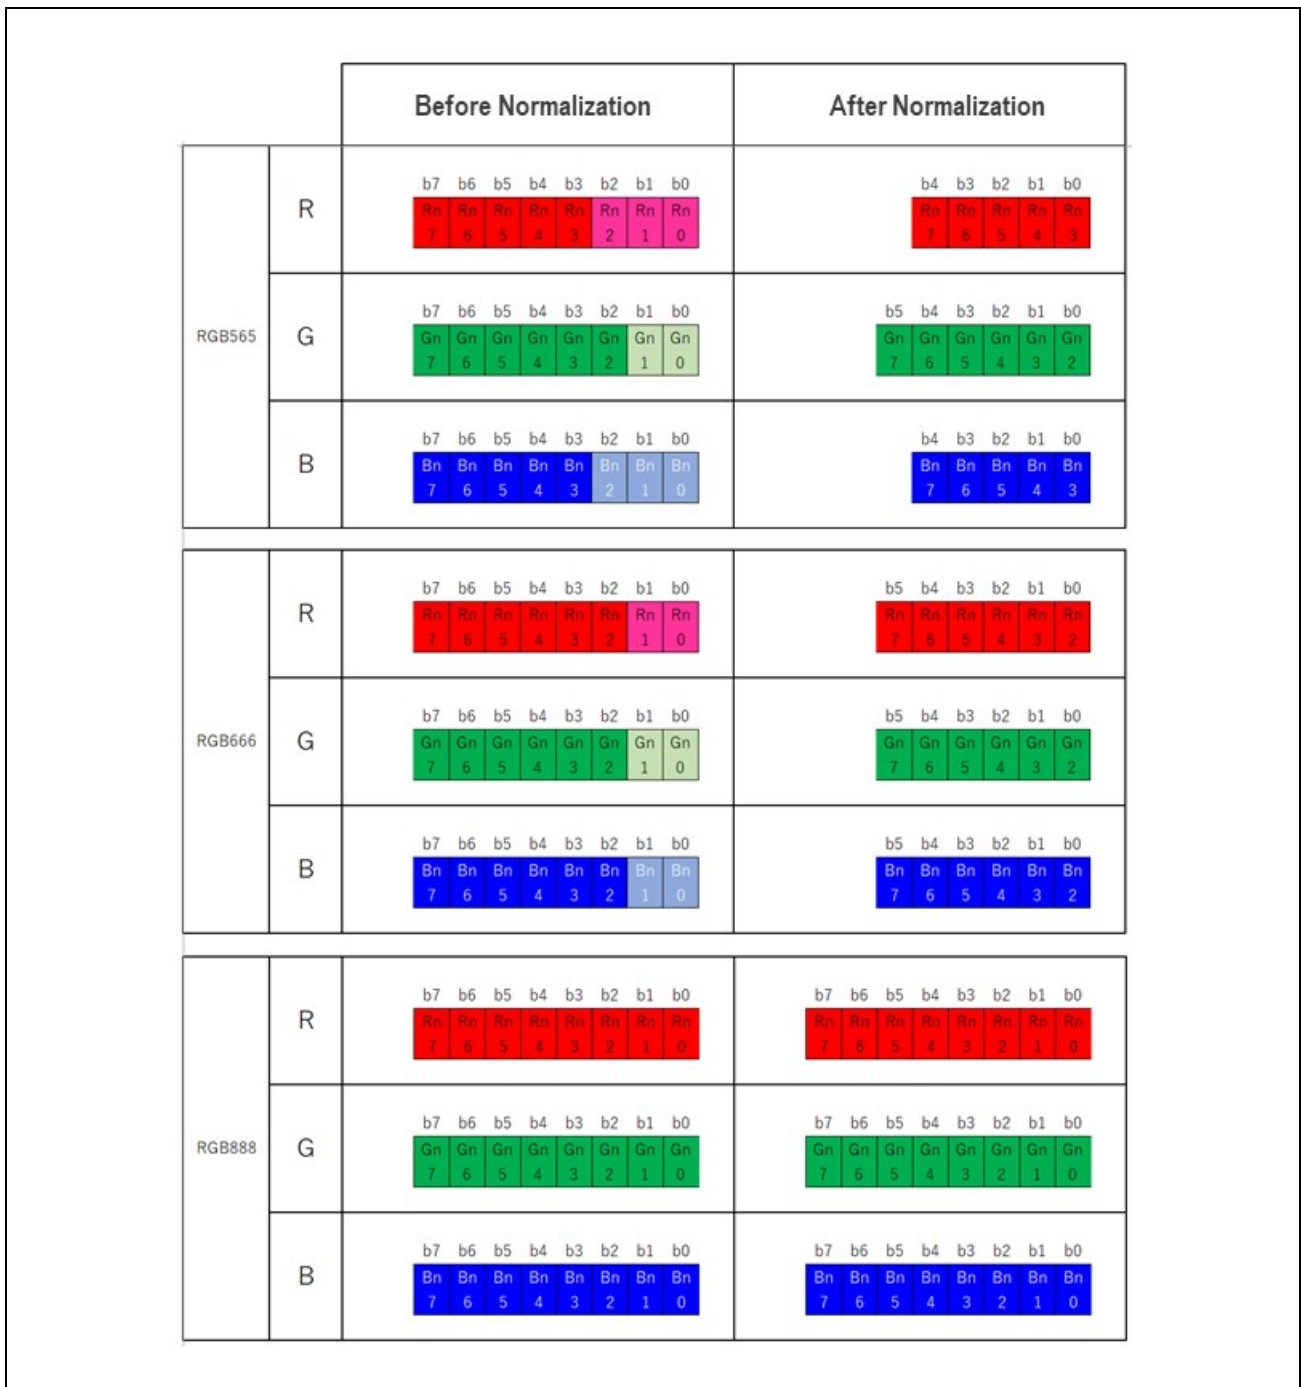 Before Normalization After Normalization
RGB565
R
b7 b6 b5 b4 b3 b2 b1 b0 b4 b3 b2 b1 b0
Rn Rn Rn Rn Rn Rn Rn Rn Rn Rn Rn Rn Rn
7 6 5 4 3 2 1 0 7 6 5 4 3
G
b7 b6 b5 b4 b3 b2 b1 b0 b5 b4 b3 b2 b1 b0
Gn Gn Gn Gn Gn Gn Gn Gn Gn Gn Gn Gn Gn Gn
7 6 5 4 3 2 1 0 7 6 5 4 3 2
B
b7 b6 b5 b4 b3 b2 b1 b0 b4 b3 b2 b1 b0
Bn Bn Bn Bn Bn Bn Bn Bn Bn Bn Bn Bn Bn
7 6 5 4 3 2 1 0 7 6 5 4 3
RGB666
R
b7 b6 b5 b4 b3 b2 b1 b0 b5 b4 b3 b2 b1 b0
Rn Rn Rn Rn Rn Rn Rn Rn Rn Rn Rn Rn Rn Rn
7 6 5 4 3 2 1 0 7 6 5 4 3 2
G
b7 b6 b5 b4 b3 b2 b1 b0 b5 b4 b3 b2 b1 b0
Gn Gn Gn Gn Gn Gn Gn Gn Gn Gn Gn Gn Gn Gn
7 6 5 4 3 2 1 0 7 6 5 4 3 2
B
b7 b6 b5 b4 b3 b2 b1 b0 b5 b4 b3 b2 b1 b0
Bn Bn Bn Bn Bn Bn Bn Bn Bn Bn Bn Bn Bn Bn
7 6 5 4 3 2 1 0 7 6 5 4 3 2
RGB888
R
b7 b6 b5 b4 b3 b2 b1 b0 b7 b6 b5 b4 b3 b2 b1 b0
Rn Rn Rn Rn Rn Rn Rn Rn Rn Rn Rn Rn Rn Rn Rn Rn
7 6 5 4 3 2 1 0 7 6 5 4 3 2 1 0
G
b7 b6 b5 b4 b3 b2 b1 b0 b7 b6 b5 b4 b3 b2 b1 b0
Gn Gn Gn Gn Gn Gn Gn Gn Gn Gn Gn Gn Gn Gn Gn Gn
7 6 5 4 3 2 1 0 7 6 5 4 3 2 1 0
B
b7 b6 b5 b4 b3 b2 b1 b0 b7 b6 b5 b4 b3 b2 b1 b0
Bn Bn Bn Bn Bn Bn Bn Bn Bn Bn Bn Bn Bn Bn Bn Bn
7 6 5 4 3 2 1 0 7 6 5 4 3 2 1 0